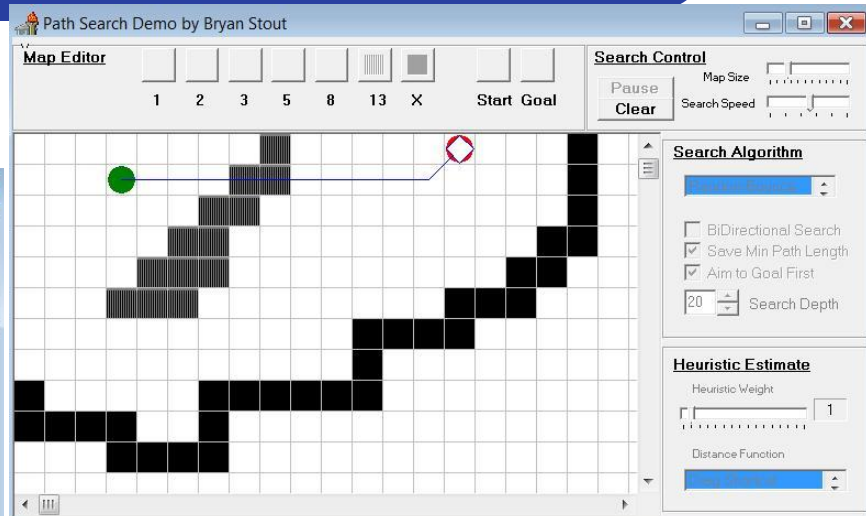 Path Search Demo by Bryan Stout
Map Editor
1 2 3 5 8 13 X Start Goal
Search Control
Pause
Clear
Map Size
Search Speed
Search Algorithm
BiDirectional Search
Save Min Path Length
Aim to Goal First
20 Search Depth
Heuristic Estimate
Heuristic Weight
1
Distance Function